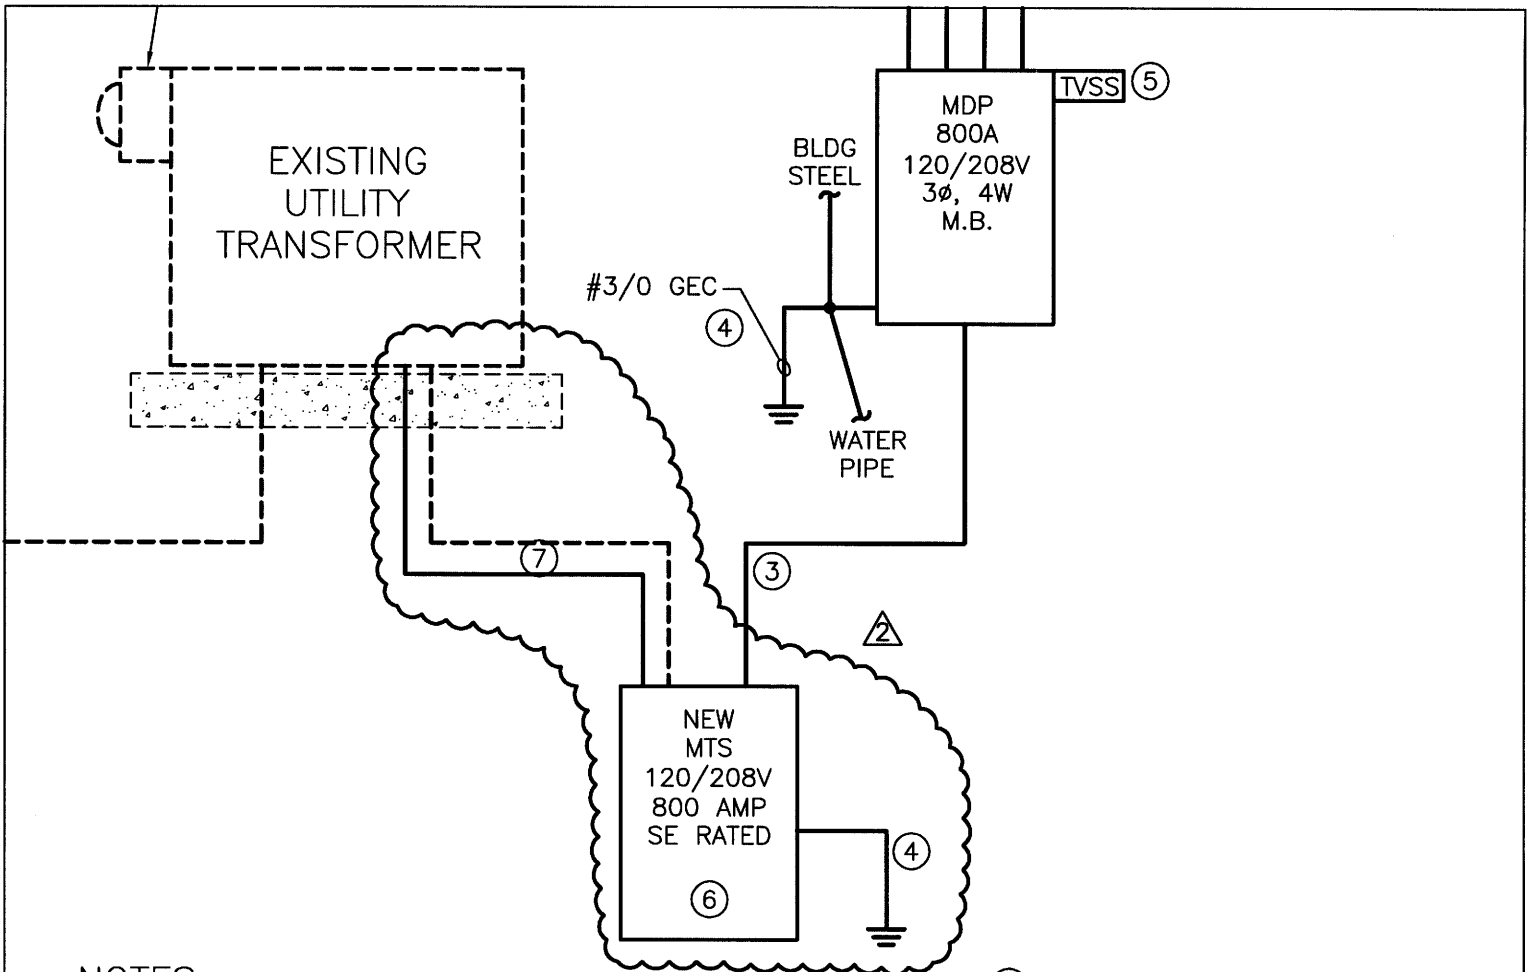 EXISTING
UTILITY
TRANSFORMER
MDP
800A
120/208V
3ø, 4W
M.B.
TVSS
5
BLDG
STEEL
#3/0 GEC
4
WATER
PIPE
7
3
2
NEW
MTS
120/208V
800 AMP
SE RATED
6
4
NOTES